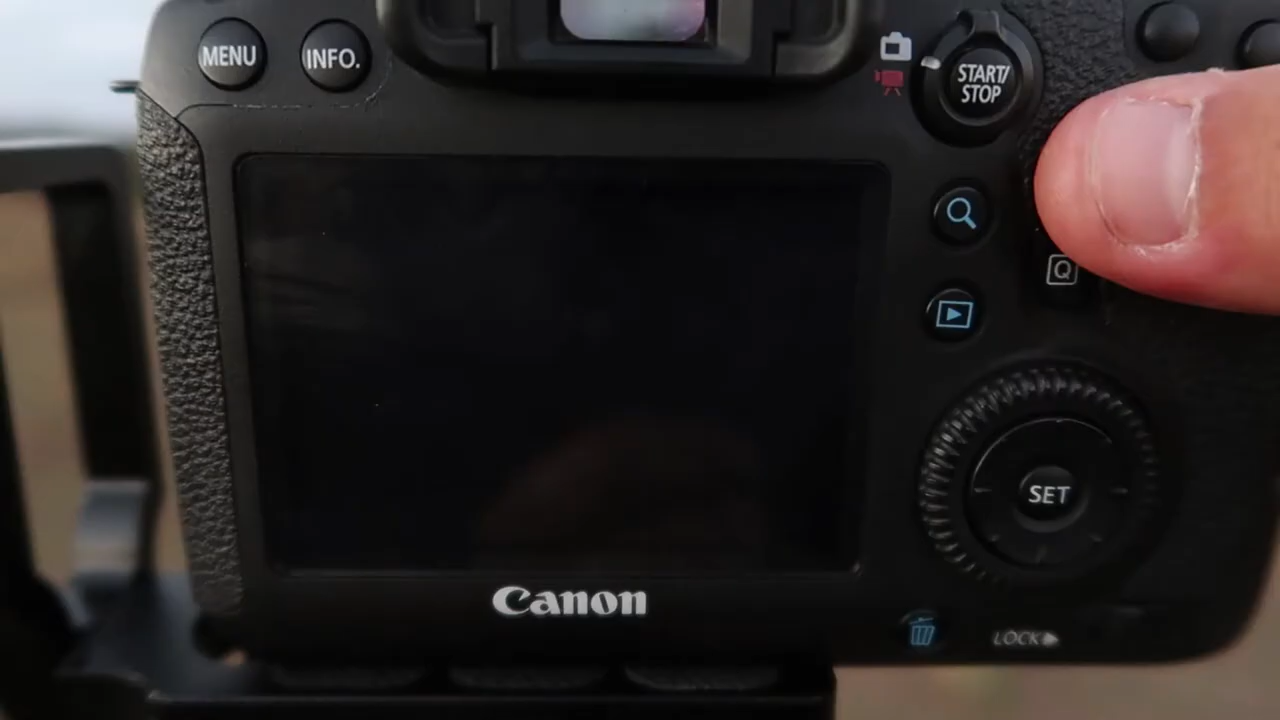 MENU
INFO.
START/
STOP
Q
SET
Canon
LOCK